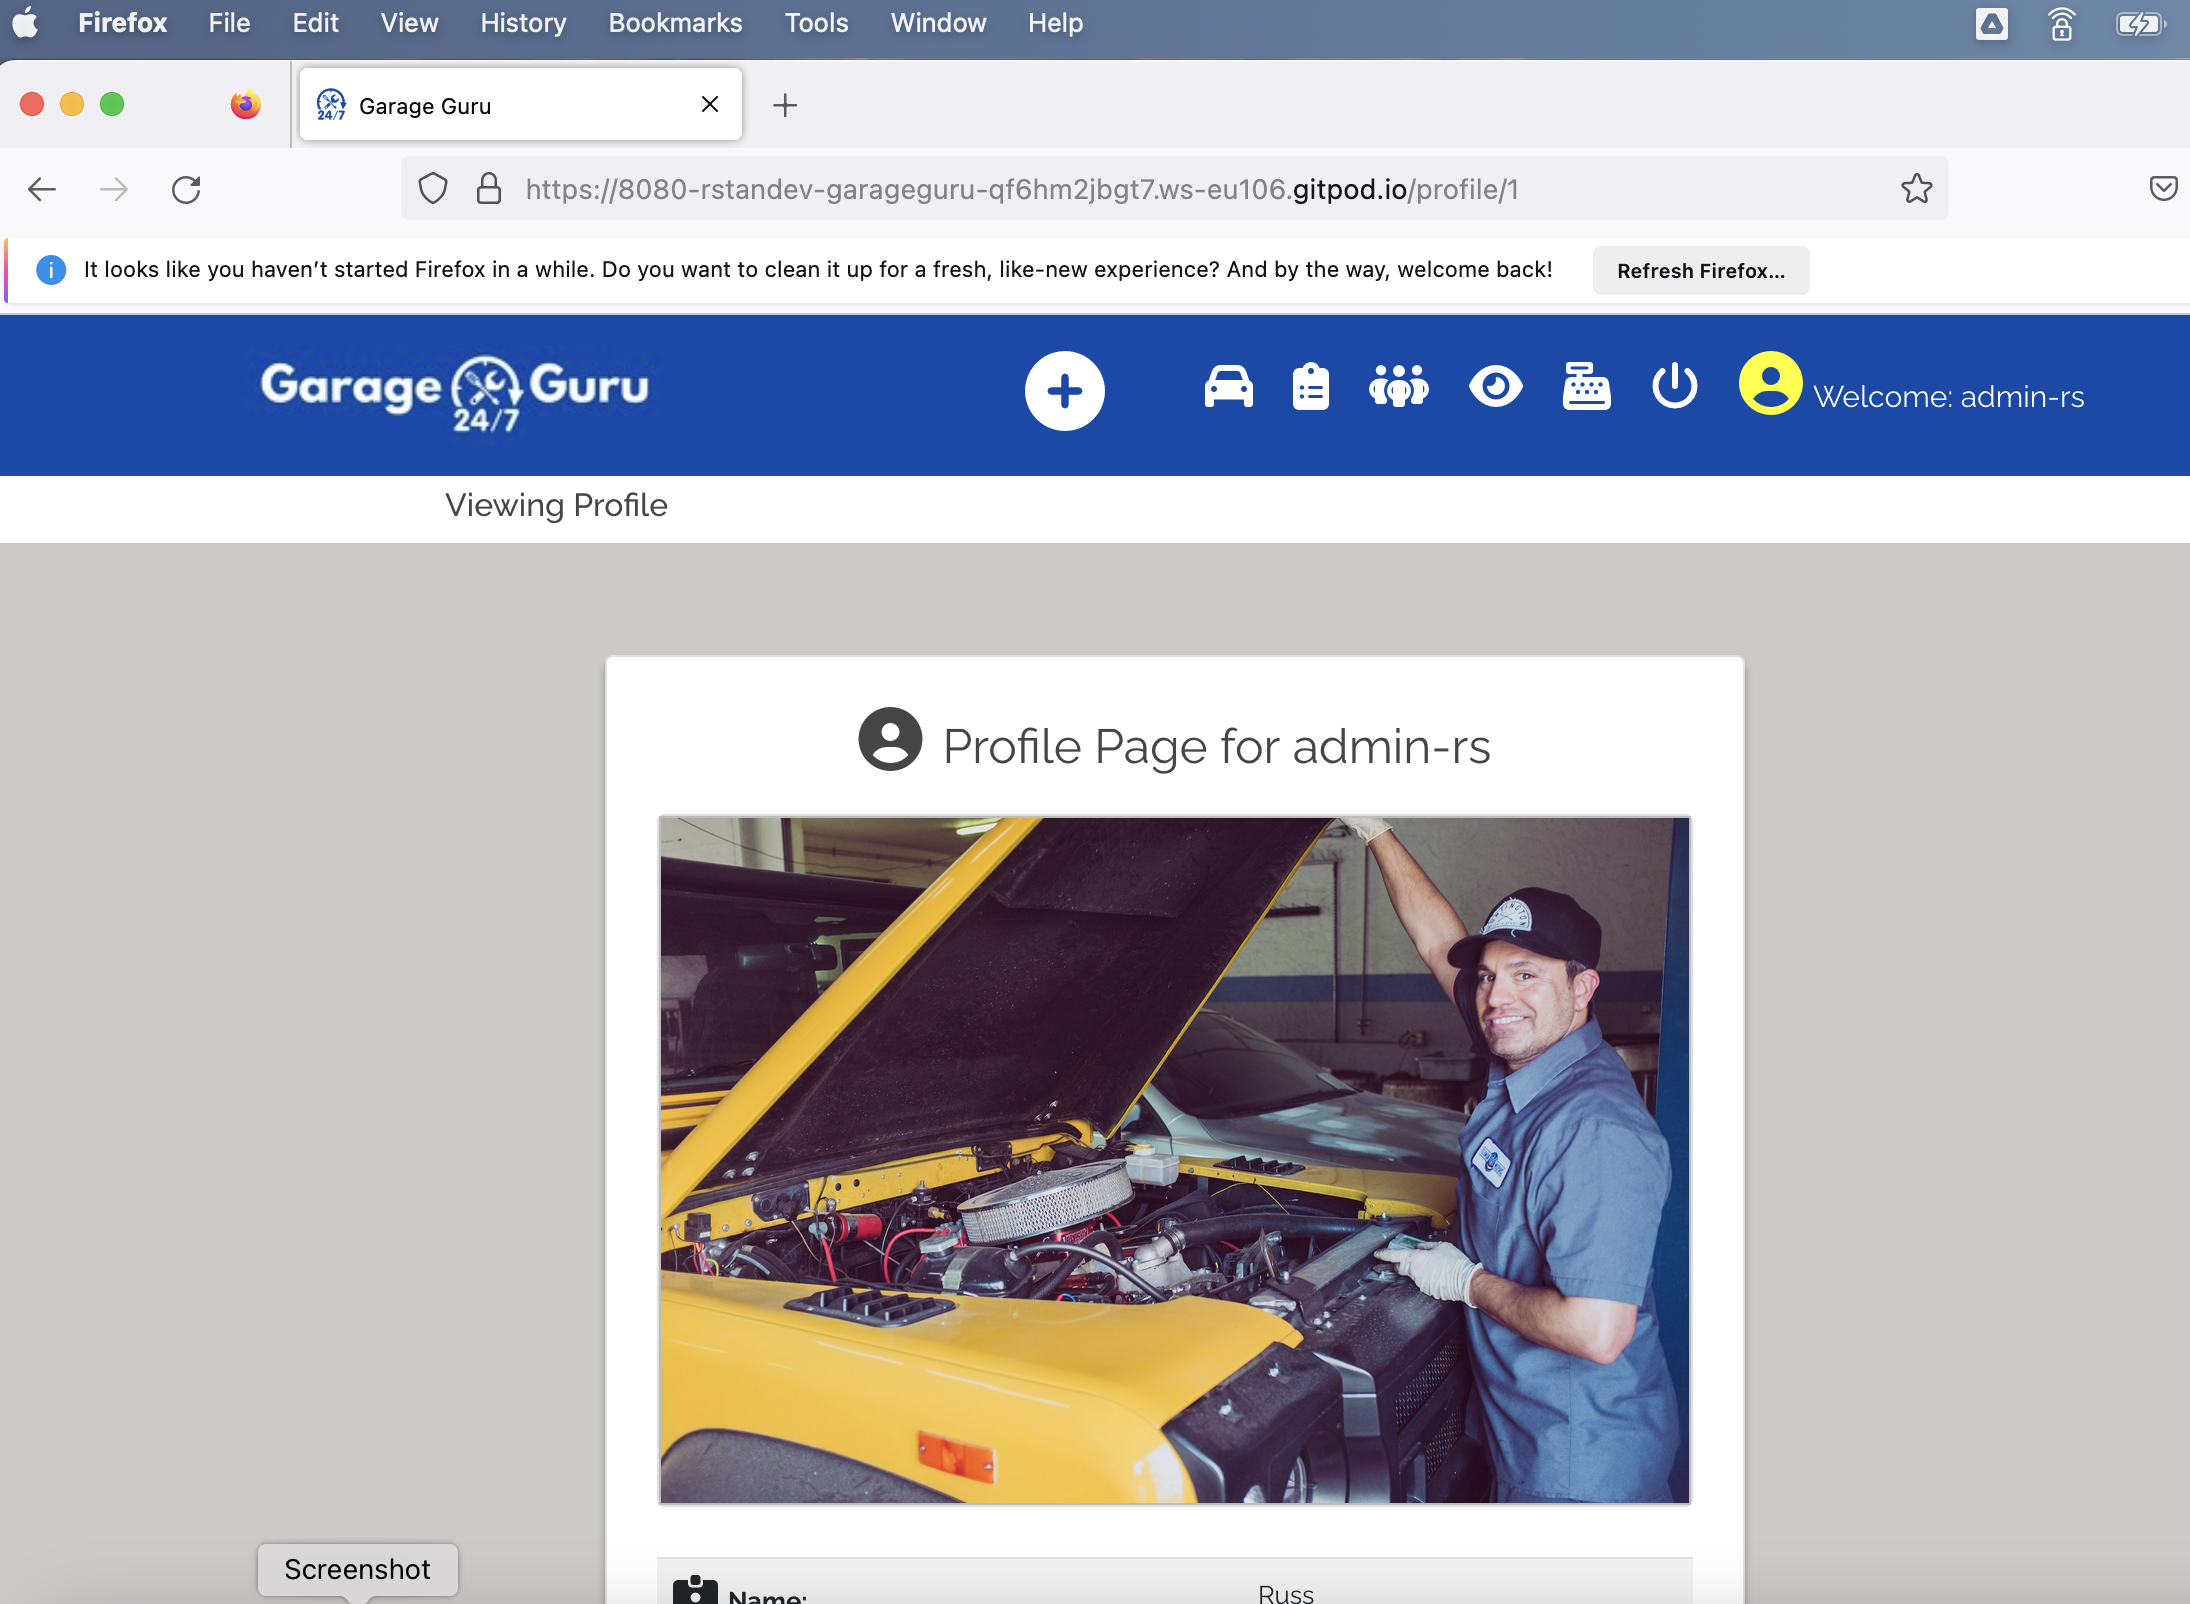 Firefox File Edit View History Bookmarks Tools Window Help
24/7 Garage Guru
https://8080-rstandev-garageguru-qf6hm2jbgt7.ws-eu106.gitpod.io/profile/1
It looks like you haven’t started Firefox in a while. Do you want to clean it up for a fresh, like-new experience? And by the way, welcome back! Refresh Firefox...
Garage Guru
24/7
Welcome: admin-rs
Viewing Profile
Profile Page for admin-rs
Screenshot
Name: Russ